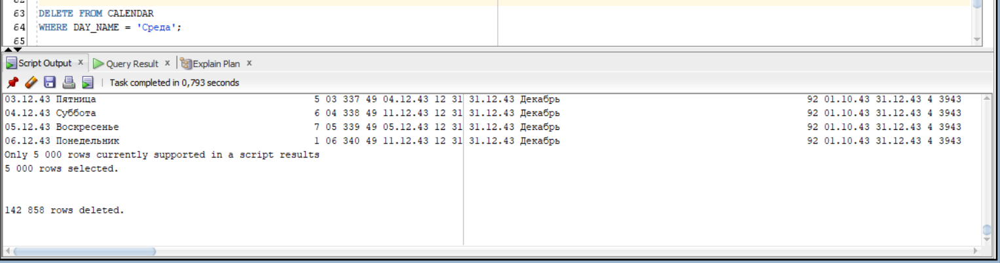 62
63 DELETE FROM CALENDAR
64 WHERE DAY_NAME = 'Среда';
65
Script Output x Query Result x Explain Plan x
Task completed in 0,793 seconds
03.12.43 Пятница 5 03 337 49 04.12.43 12 31 31.12.43 Декабрь 92 01.10.43 31.12.43 4 3943
04.12.43 Суббота 6 04 338 49 11.12.43 12 31 31.12.43 Декабрь 92 01.10.43 31.12.43 4 3943
05.12.43 Воскресенье 7 05 339 49 05.12.43 12 31 31.12.43 Декабрь 92 01.10.43 31.12.43 4 3943
06.12.43 Понедельник 1 06 340 49 11.12.43 12 31 31.12.43 Декабрь 92 01.10.43 31.12.43 4 3943
Only 5 000 rows currently supported in a script results
5 000 rows selected.
142 858 rows deleted.